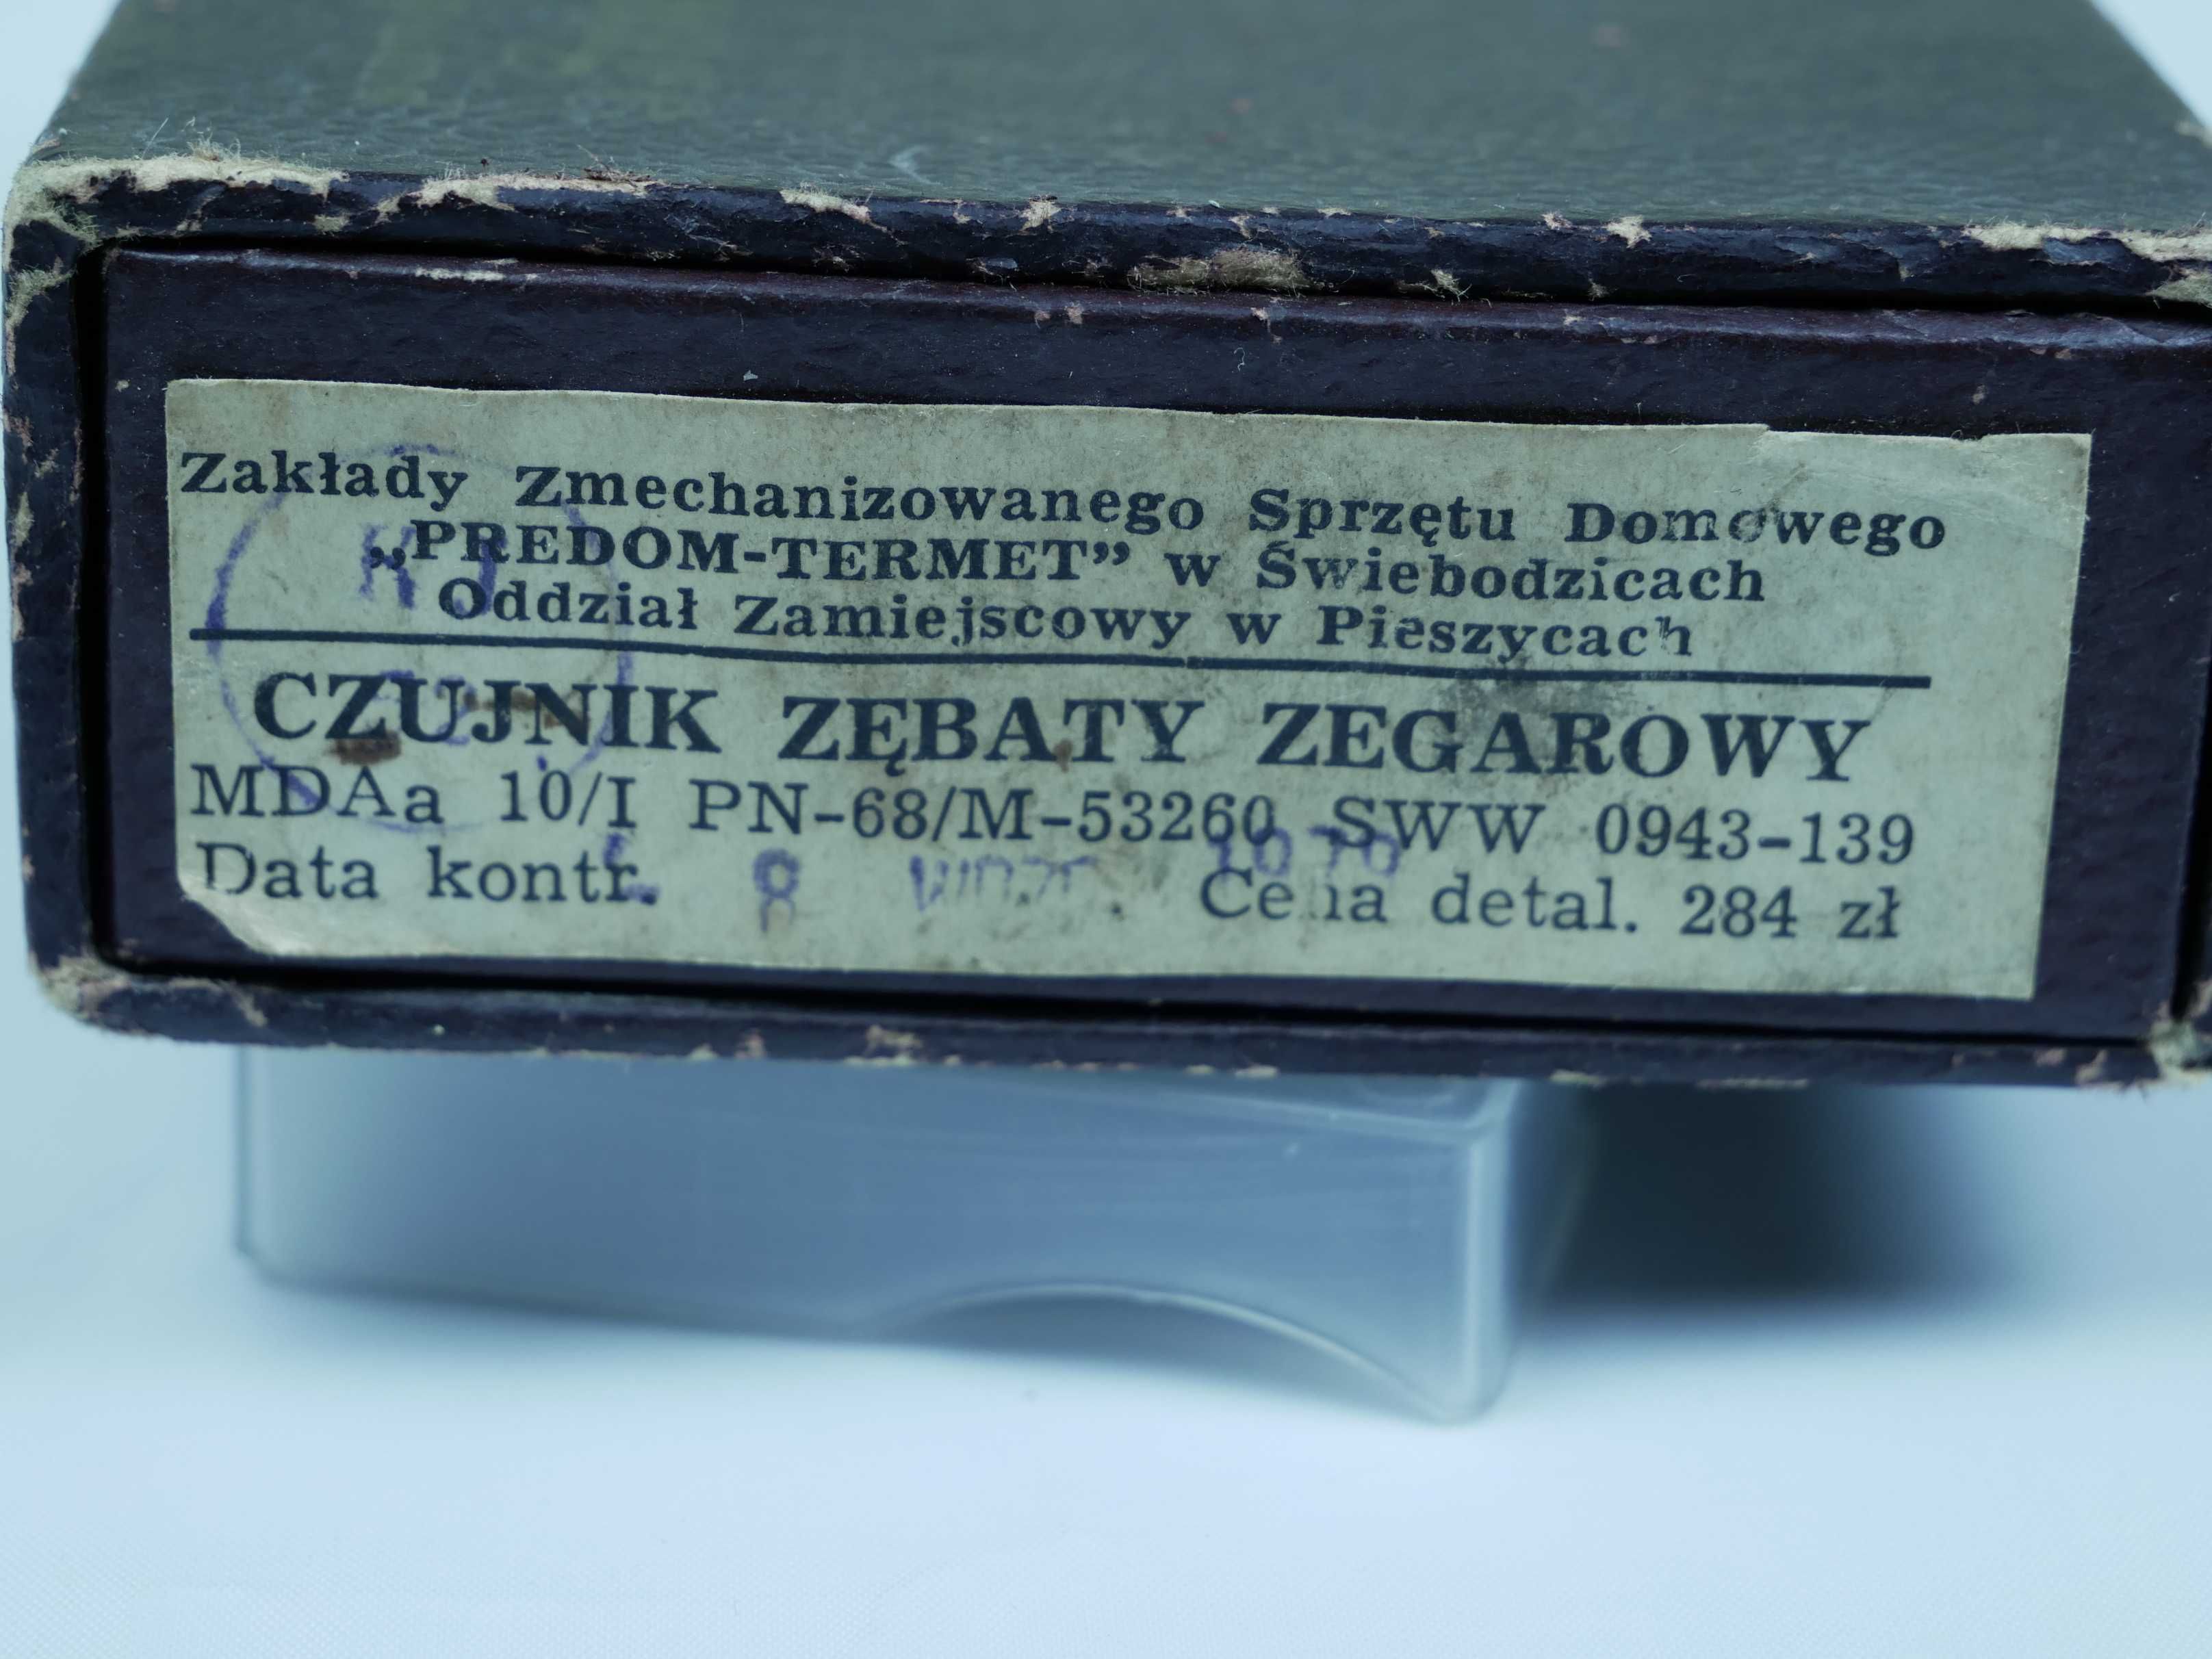 Zakłady Zmechanizowanego Sprzętu Domowego
„PREDOM-TERMET” w Świebodzicach
Oddział Zamiejscowy w Pieszycach
CZUJNIK ZĘBATY ZEGAROWY
MDAa 10/I PN-68/M-53260 SWW 0943-139
Data kontr. 8 Cena detal. 284 zł